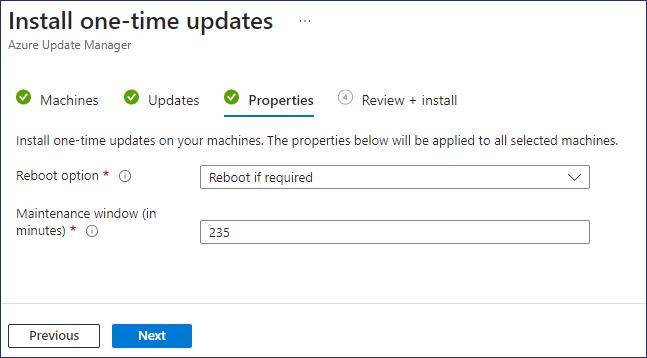 Install one-time updates ...
Azure Update Manager
Machines Updates Properties 4 Review + install
Install one-time updates on your machines. The properties below will be applied to all selected machines.
Reboot option * Reboot if required
Maintenance window (in
minutes) * 235
Previous Next